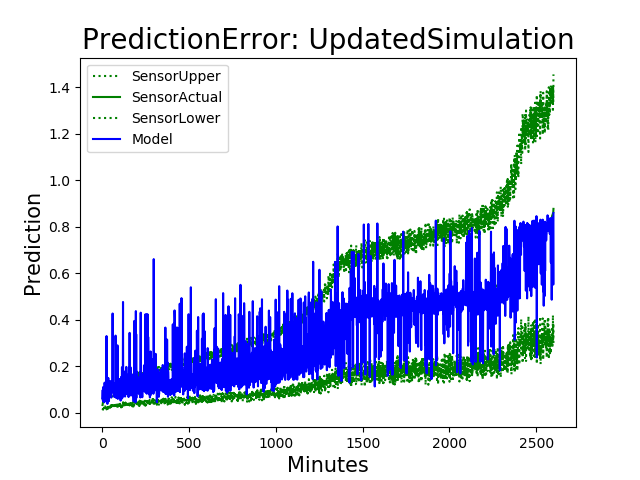 PredictionError: UpdatedSimulation
SensorUpper
SensorActual
SensorLower
Model
Prediction
1.4
1.2
1.0
0.8
0.6
0.4
0.2
0.0
0 500 1000 1500 2000 2500
Minutes